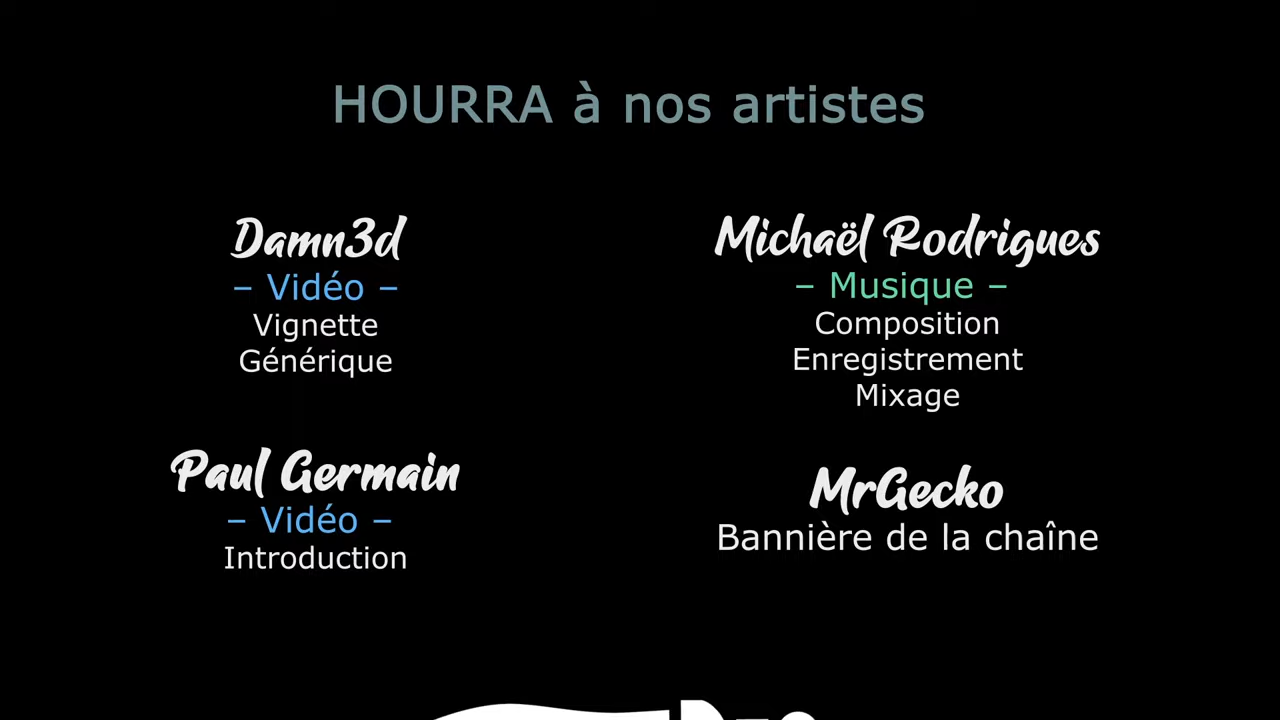 HOURRA à nos artistes
Damn3d
– Vidéo –
Vignette
Générique
Michaël Rodrigues
– Musique –
Composition
Enregistrement
Mixage
Paul Germain
– Vidéo –
Introduction
MrGecko
Bannière de la chaîne